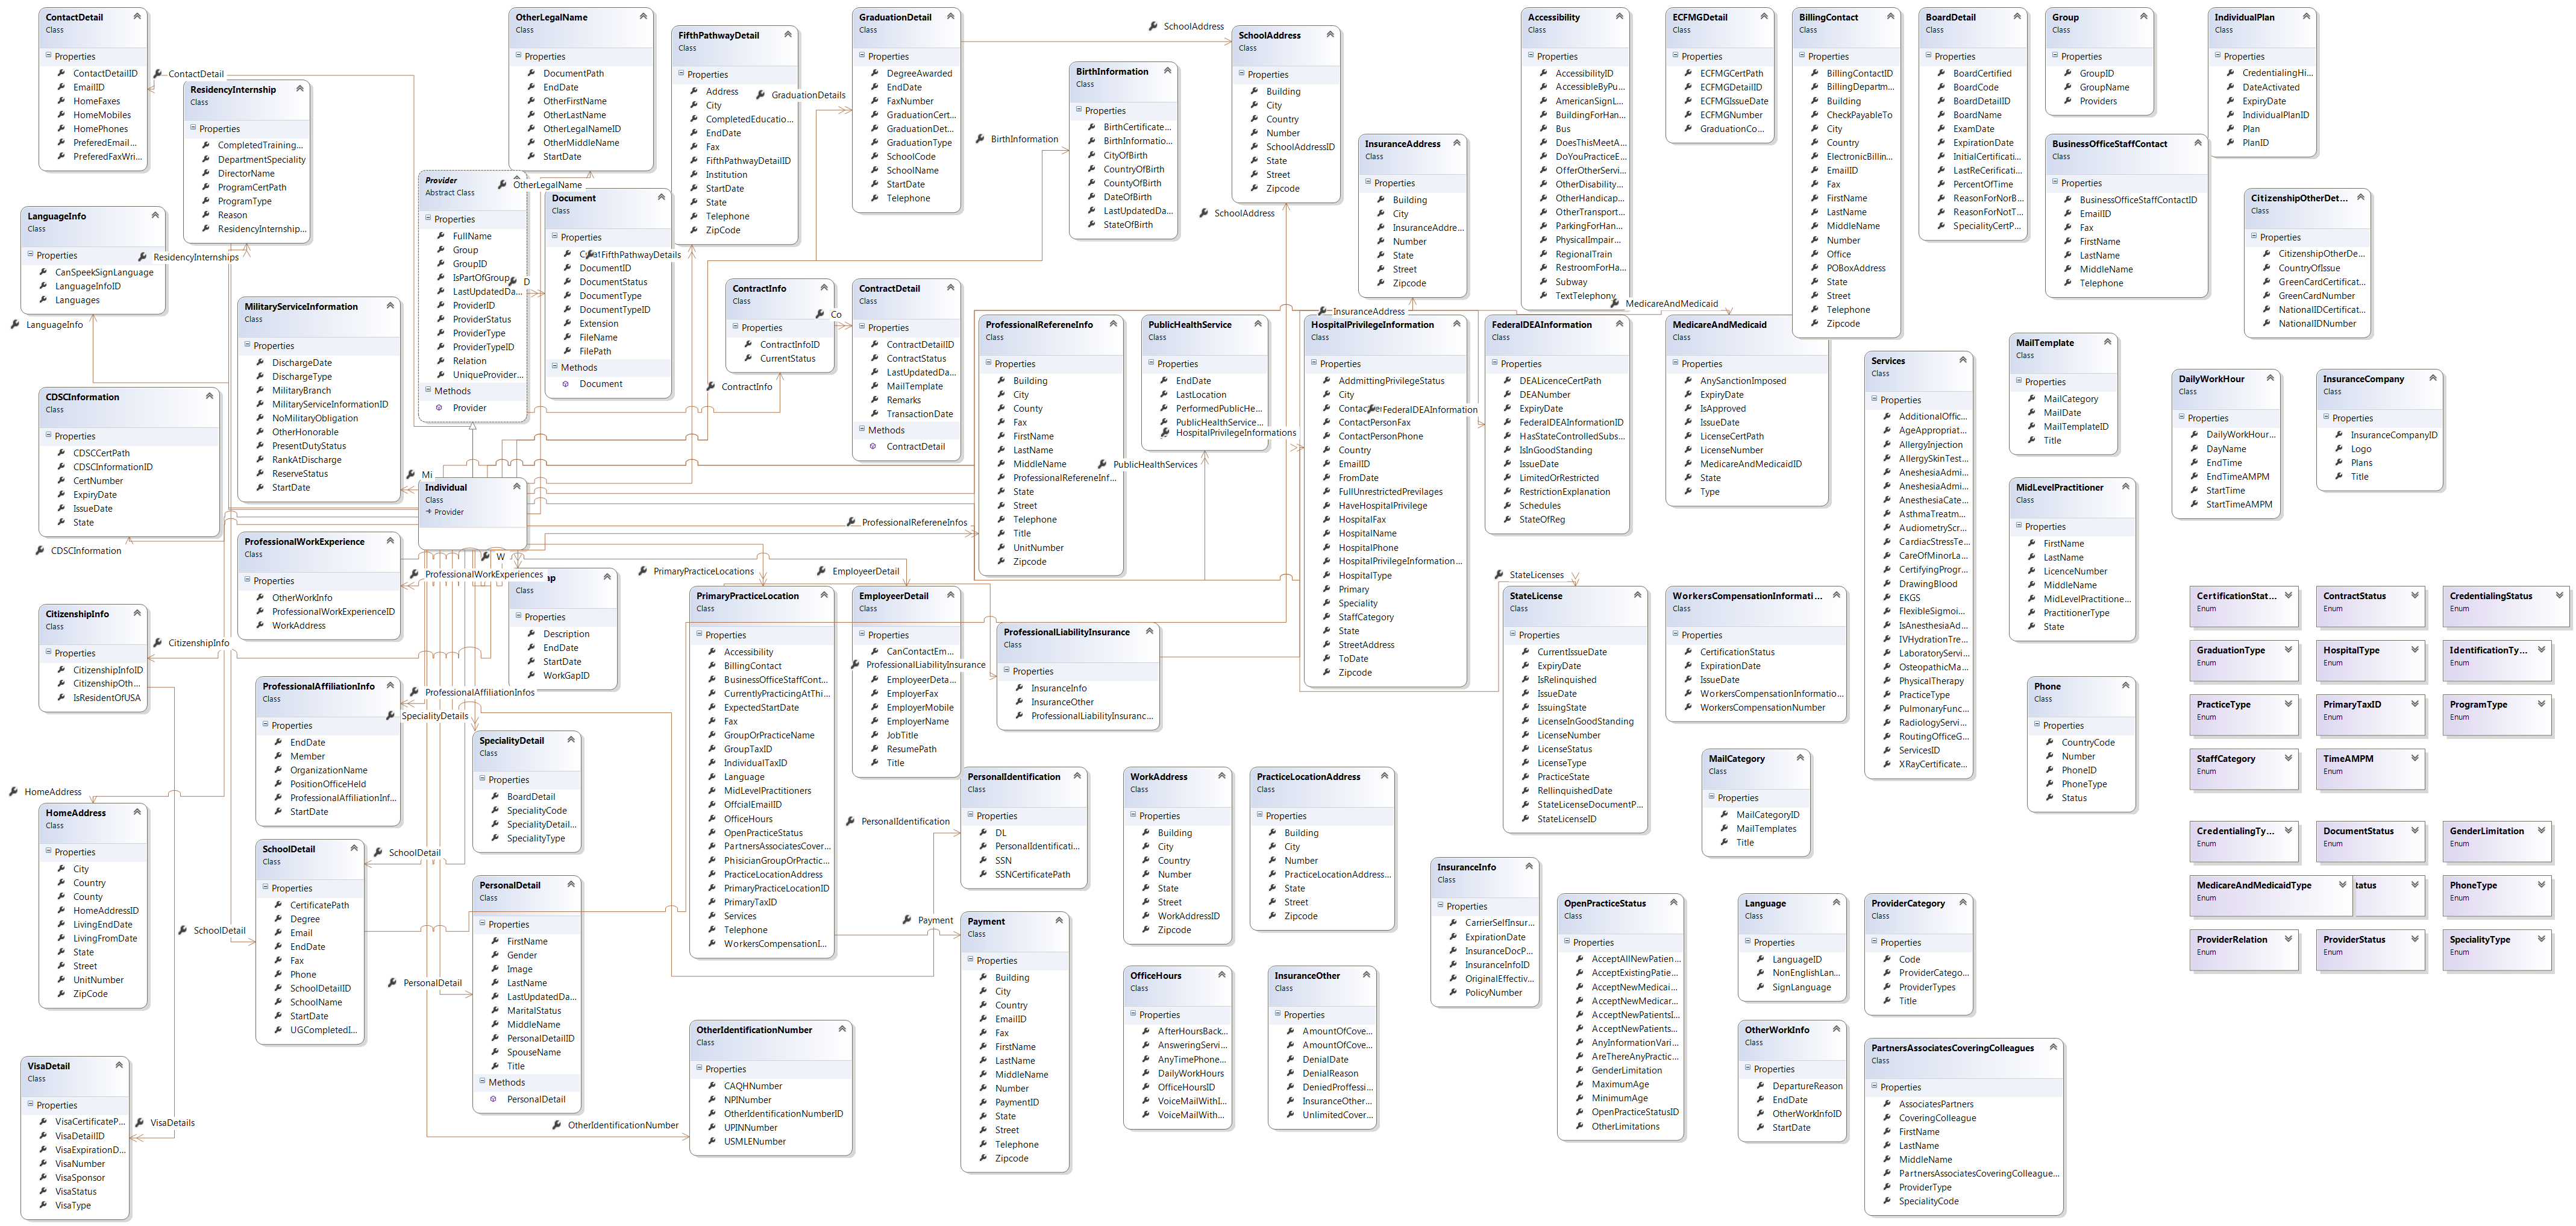 ContactDetail
Class
Properties
ContactDetailID
EmailID
HomeFaxes
HomeMobiles
HomePhones
PreferedEmail...
PreferedFaxWri...
ContactDetail
ResidencyInternship
Class
Properties
CompletedTraining...
DepartmentSpeciality
DirectorName
ProgramCertPath
ProgramType
Reason
ResidencyInternship...
ResidencyInternships
LanguageInfo
Class
Properties
CanSpeekSignLanguage
LanguageInfoID
Languages
LanguageInfo
MilitaryServiceInformation
Class
Properties
DischargeDate
DischargeType
MilitaryBranch
MilitaryServiceInformationID
NoMilitaryObligation
OtherHonorable
PresentDutyStatus
RankAtDischarge
ReserveStatus
StartDate
Mi
CDSCInformation
Class
Properties
CDSCCertPath
CDSCInformationID
CertNumber
ExpiryDate
IssueDate
State
CDSCInformation
Provider
Abstract Class
Properties
FullName
Group
GroupID
IsPartOfGroup
LastUpdatedDa...
ProviderID
ProviderStatus
ProviderType
ProviderTypeID
Relation
UniqueProvider...
Methods
Provider
OtherLegalName
Class
Properties
DocumentPath
EndDate
OtherFirstName
OtherLastName
OtherLegalNameID
OtherMiddleName
StartDate
OtherLegalName
Document
Class
Properties
DocumentID
DocumentStatus
DocumentType
DocumentTypeID
Extension
FileName
FilePath
Methods
Document
D
FifthPathwayDetail
Class
Properties
Address
City
CompletedEducatio...
EndDate
Fax
FifthPathwayDetailID
Institution
StartDate
State
Telephone
ZipCode
FifthPathwayDetails
GraduationDetail
Class
Properties
DegreeAwarded
EndDate
FaxNumber
GraduationCert...
GraduationDet...
GraduationType
SchoolCode
SchoolName
StartDate
Telephone
GraduationDetails
SchoolAddress
SchoolAddress
Class
Properties
Building
City
Country
Number
SchoolAddressID
State
Street
Zipcode
SchoolAddress
BirthInformation
Class
Properties
BirthCertificate...
BirthInformatio...
CityOfBirth
CountryOfBirth
CountyOfBirth
DateOfBirth
LastUpdatedDa...
StateOfBirth
BirthInformation
InsuranceAddress
Class
Properties
Building
City
InsuranceAddre...
Number
State
Street
Zipcode
InsuranceAddress
Accessibility
Class
Properties
AccessibilityID
AccessibleByPu...
AmericanSignL...
BuildingForHan...
Bus
DoesThisMeetA...
DoYouPracticeE...
OfferOtherServi...
OtherDisability...
OtherHandicap...
OtherTransport...
ParkingForHan...
PhysicalImpair...
RegionalTrain
RestroomForHa...
Subway
TextTelephony
MedicareAndMedicaid
ECFMGDetail
Class
Properties
ECFMGCertPath
ECFMGDetailID
ECFMGIssueDate
ECFMGNumber
GraduationCo...
BillingContact
Class
Properties
BillingContactID
BillingDepartm...
Building
CheckPayableTo
City
Country
ElectronicBillin...
EmailID
Fax
FirstName
LastName
MiddleName
Number
Office
POBoxAddress
State
Street
Telephone
Zipcode
BoardDetail
Class
Properties
BoardCertified
BoardCode
BoardDetailID
BoardName
ExamDate
ExpirationDate
InitialCertificati...
LastReCerificati...
PercentOfTime
ReasonForNorB...
ReasonForNotT...
SpecialityCertP...
Group
Class
Properties
GroupID
GroupName
Providers
IndividualPlan
Class
Properties
CredentialingHi...
DateActivated
ExpiryDate
IndividualPlanID
Plan
PlanID
BusinessOfficeStaffContact
Class
Properties
BusinessOfficeStaffContactID
EmailID
Fax
FirstName
LastName
MiddleName
Telephone
CitizenshipOtherDet...
Class
Properties
CitizenshipOtherDe...
CountryOfIssue
GreenCardCertificat...
GreenCardNumber
NationalIDCertificat...
NationalIDNumber
ContractInfo
Class
Properties
ContractInfoID
CurrentStatus
Co
ContractInfo
ContractDetail
Class
Properties
ContractDetailID
ContractStatus
LastUpdatedDa...
MailTemplate
Remarks
TransactionDate
Methods
ContractDetail
ProfessionalRefereneInfo
Class
Properties
Building
City
County
Fax
FirstName
LastName
MiddleName
ProfessionalRefereneInf...
State
Street
Telephone
Title
UnitNumber
Zipcode
ProfessionalRefereneInfos
PublicHealthService
Class
Properties
EndDate
LastLocation
PerformedPublicHe...
PublicHealthService...
HospitalPrivilegeInformations
PublicHealthServices
HospitalPrivilegeInformation
Class
Properties
AddmittingPrivilegeStatus
City
ContactPersonFax
ContactPersonPhone
Country
EmailID
FromDate
FullUnrestrictedPrevilages
HaveHospitalPrivilege
HospitalFax
HospitalName
HospitalPhone
HospitalPrivilegeInformation...
HospitalType
Primary
Speciality
StaffCategory
State
StreetAddress
ToDate
Zipcode
FederalDEAInformation
FederalDEAInformation
Class
Properties
DEALicenceCertPath
DEANumber
ExpiryDate
FederalDEAInformationID
HasStateControlledSubs...
IsInGoodStanding
IssueDate
LimitedOrRestricted
RestrictionExplanation
Schedules
StateOfReg
MedicareAndMedicaid
Class
Properties
AnySanctionImposed
ExpiryDate
IsApproved
IssueDate
LicenseCertPath
LicenseNumber
MedicareAndMedicaidID
State
Type
Services
Class
Properties
AdditionalOffic...
AgeAppropriat...
AllergyInjection
AllergySkinTest...
AneshesiaAdmi...
AneshesiaAdmi...
AnesthesiaCate...
AsthmaTreatm...
AudiometryScr...
CardiacStressTe...
CareOfMinorLa...
CertifyingProgr...
DrawingBlood
EKGS
FlexibleSigmoi...
IsAnesthesiaAd...
IVHydrationTre...
LaboratoryServi...
OsteopathicMa...
PhysicalTherapy
PracticeType
PulmonaryFunc...
RadiologyServi...
RoutingOfficeG...
ServicesID
XRayCertificate...
MailTemplate
Class
Properties
MailCategory
MailDate
MailTemplateID
Title
DailyWorkHour
Class
Properties
DailyWorkHour...
DayName
EndTime
EndTimeAMPM
StartTime
StartTimeAMPM
InsuranceCompany
Class
Properties
InsuranceCompanyID
Logo
Plans
Title
MidLevelPractitioner
Class
Properties
FirstName
LastName
LicenceNumber
MiddleName
MidLevelPractitione...
PractitionerType
State
Individual
Class
Provider
W
ProfessionalWorkExperience
Class
Properties
OtherWorkInfo
ProfessionalWorkExperienceID
WorkAddress
ProfessionalWorkExperiences
ap
Class
Properties
Description
EndDate
StartDate
WorkGapID
CitizenshipInfo
Class
Properties
CitizenshipInfoID
CitizenshipOth...
IsResidentOfUSA
CitizenshipInfo
ProfessionalAffiliationInfo
Class
Properties
EndDate
Member
OrganizationName
PositionOfficeHeld
ProfessionalAffiliationInf...
StartDate
ProfessionalAffiliationInfos
SpecialityDetails
SpecialityDetail
Class
Properties
BoardDetail
SpecialityCode
SpecialityDetail...
SpecialityType
PrimaryPracticeLocations
PrimaryPracticeLocation
Class
Properties
Accessibility
BillingContact
BusinessOfficeStaffCont...
CurrentlyPracticingAtThi...
ExpectedStartDate
Fax
GroupOrPracticeName
GroupTaxID
IndividualTaxID
Language
MidLevelPractitioners
OffcialEmailID
OfficeHours
OpenPracticeStatus
PartnersAssociatesCover...
PhisicianGroupOrPractic...
PracticeLocationAddress
PrimaryPracticeLocationID
PrimaryTaxID
Services
Telephone
WorkersCompensationI...
EmployeerDetail
EmployeerDetail
Class
Properties
CanContactEm...
ProfessionalLiabilityInsurance
EmployeerDeta...
EmployerFax
EmployerMobile
EmployerName
JobTitle
ResumePath
Title
ProfessionalLiabilityInsurance
Class
Properties
InsuranceInfo
InsuranceOther
ProfessionalLiabilityInsuranc...
StateLicenses
StateLicense
Class
Properties
CurrentIssueDate
ExpiryDate
IsRelinquished
IssueDate
IssuingState
LicenseInGoodStanding
LicenseNumber
LicenseStatus
LicenseType
PracticeState
RellinquishedDate
StateLicenseDocumentP...
StateLicenseID
WorkersCompensationInformati...
Class
Properties
CertificationStatus
ExpirationDate
IssueDate
WorkersCompensationInformatio...
WorkersCompensationNumber
MailCategory
Class
Properties
MailCategoryID
MailTemplates
Title
Phone
Class
Properties
CountryCode
Number
PhoneID
PhoneType
Status
CertificationStat...
Enum
ContractStatus
Enum
CredentialingStatus
Enum
GraduationType
Enum
HospitalType
Enum
IdentificationTy...
Enum
PracticeType
Enum
PrimaryTaxID
Enum
ProgramType
Enum
StaffCategory
Enum
TimeAMPM
Enum
CredentialingTy...
Enum
DocumentStatus
Enum
GenderLimitation
Enum
MedicareAndMedicaidType
Enum
tatus
PhoneType
Enum
ProviderRelation
Enum
ProviderStatus
Enum
SpecialityType
Enum
HomeAddress
HomeAddress
Class
Properties
City
Country
County
HomeAddressID
LivingEndDate
LivingFromDate
State
Street
UnitNumber
ZipCode
SchoolDetail
Class
Properties
CertificatePath
Degree
Email
EndDate
Fax
Phone
SchoolDetailID
SchoolName
StartDate
UGCompletedI...
SchoolDetail
SchoolDetail
PersonalDetail
Class
Properties
FirstName
Gender
Image
LastName
LastUpdatedDa...
MaritalStatus
MiddleName
PersonalDetailID
SpouseName
Title
Methods
PersonalDetail
PersonalDetail
VisaDetail
Class
Properties
VisaCertificateP...
VisaDetailID
VisaExpirationD...
VisaNumber
VisaSponsor
VisaStatus
VisaType
VisaDetails
OtherIdentificationNumber
OtherIdentificationNumber
Class
Properties
CAQHNumber
NPINumber
OtherIdentificationNumberID
UPINNumber
USMLENumber
PersonalIdentification
PersonalIdentification
Class
Properties
DL
PersonalIdentificati...
SSN
SSNCertificatePath
Payment
Payment
Class
Properties
Building
City
Country
EmailID
Fax
FirstName
LastName
MiddleName
Number
PaymentID
State
Street
Telephone
Zipcode
WorkAddress
Class
Properties
Building
City
Country
Number
State
Street
WorkAddressID
Zipcode
PracticeLocationAddress
Class
Properties
Building
City
Number
PracticeLocationAddress...
State
Street
Zipcode
OfficeHours
Class
Properties
AfterHoursBack...
AnsweringServi...
AnyTimePhone...
DailyWorkHours
OfficeHoursID
VoiceMailWithI...
VoiceMailWith...
InsuranceOther
Class
Properties
AmountOfCove...
AmountOfCove...
DenialDate
DenialReason
DeniedProffessi...
InsuranceOther...
UnlimitedCover...
InsuranceInfo
Class
Properties
CarrierSelfInsur...
ExpirationDate
InsuranceDocP...
InsuranceInfoID
OriginalEffectiv...
PolicyNumber
OpenPracticeStatus
Class
Properties
AcceptAllNewPatien...
AcceptExistingPatie...
AcceptNewMedicai...
AcceptNewMedicar...
AcceptNewPatientsI...
AcceptNewPatients...
AnyInformationVari...
AreThereAnyPractic...
GenderLimitation
MaximumAge
MinimumAge
OpenPracticeStatusID
OtherLimitations
Language
Class
Properties
LanguageID
NonEnglishLan...
SignLanguage
ProviderCategory
Class
Properties
Code
ProviderCatego...
ProviderTypes
Title
OtherWorkInfo
Class
Properties
DepartureReason
EndDate
OtherWorkInfoID
StartDate
PartnersAssociatesCoveringColleagues
Class
Properties
AssociatesPartners
CoveringColleague
FirstName
LastName
MiddleName
PartnersAssociatesCoveringColleague...
ProviderType
SpecialityCode